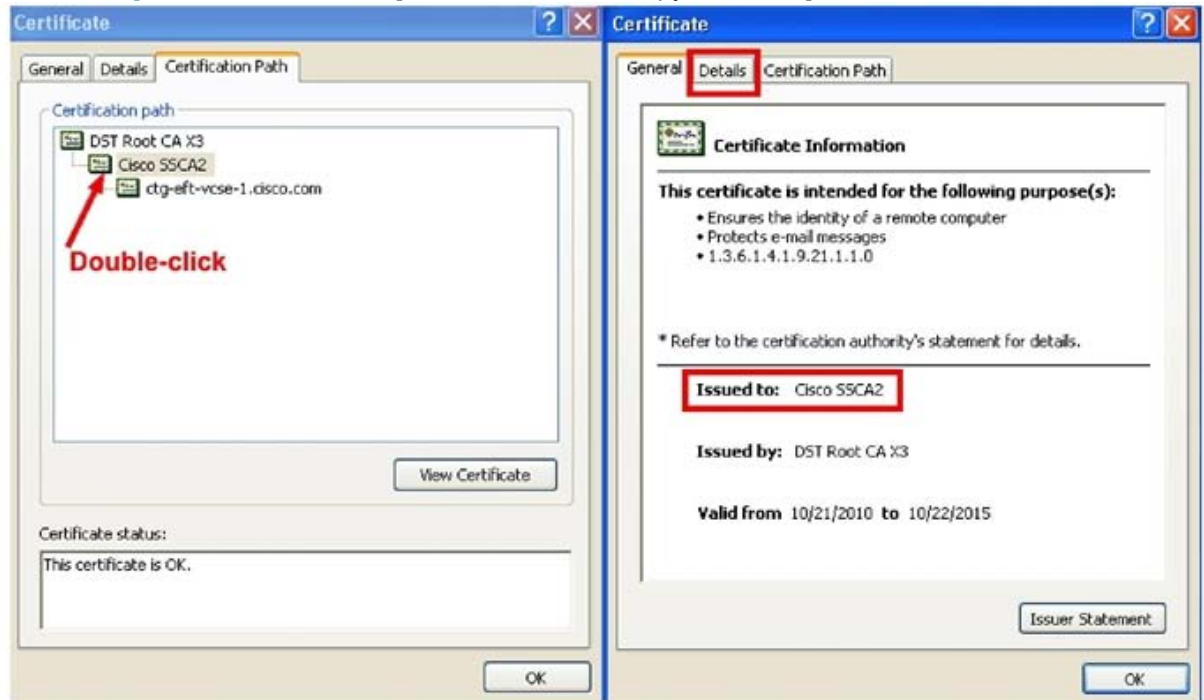 Certificate
General Details Certification Path
Certification path
DST Root CA X3
Cisco SSCA2
ctg-eft-vcse-1.cisco.com
Double-click
View Certificate
Certificate status:
This certificate is OK.
OK
Certificate
General Details Certification Path
Certificate Information
This certificate is intended for the following purpose(s):
• Ensures the identity of a remote computer
• Protects e-mail messages
• 1.3.6.1.4.1.9.21.1.1.0
* Refer to the certification authority's statement for details.
Issued to: Cisco SSCA2
Issued by: DST Root CA X3
Valid from 10/21/2010 to 10/22/2015
Issuer Statement
OK